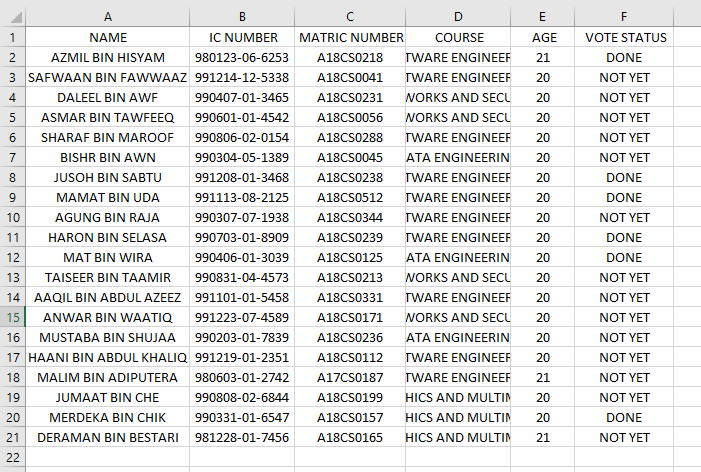 A B C D E F
1 NAME IC NUMBER MATRIC NUMBER COURSE AGE VOTE STATUS
2 AZMIL BIN HISYAM 980123-06-6253 A18CS0218 TWARE ENGINEER 21 DONE
3 SAFWAAN BIN FAWWAAZ 991214-12-5338 A18CS0041 TWARE ENGINEER 20 NOT YET
4 DALEEL BIN AWF 990407-01-3465 A18CS0231 WORKS AND SECU 20 NOT YET
5 ASMAR BIN TAWFEEQ 990601-01-4542 A18CS0056 WORKS AND SECU 20 NOT YET
6 SHARAF BIN MAROOF 990806-02-0154 A18CS0288 TWARE ENGINEER 20 NOT YET
7 BISHR BIN AWN 990304-05-1389 A18CS0045 ATA ENGINEERIN 20 NOT YET
8 JUSOH BIN SABTU 991208-01-3468 A18CS0238 TWARE ENGINEER 20 DONE
9 MAMAT BIN UDA 991113-08-2125 A18CS0512 TWARE ENGINEER 20 DONE
10 AGUNG BIN RAJA 990307-07-1938 A18CS0344 TWARE ENGINEER 20 NOT YET
11 HARON BIN SELASA 990703-01-8909 A18CS0239 TWARE ENGINEER 20 DONE
12 MAT BIN WIRA 990406-01-3039 A18CS0125 ATA ENGINEERIN 20 DONE
13 TAISEER BIN TAAMIR 990831-04-4573 A18CS0213 WORKS AND SECU 20 NOT YET
14 AAQIL BIN ABDUL AZEEZ 991101-01-5458 A18CS0331 TWARE ENGINEER 20 NOT YET
15 ANWAR BIN WAATIQ 991223-07-4589 A18CS0171 WORKS AND SECU 20 NOT YET
16 MUSTABA BIN SHUJAA 990203-01-7839 A18CS0236 ATA ENGINEERIN 20 NOT YET
17 HAANI BIN ABDUL KHALIQ 991219-01-2351 A18CS0112 TWARE ENGINEER 20 NOT YET
18 MALIM BIN ADIPUTERA 980603-01-2742 A17CS0187 TWARE ENGINEER 21 NOT YET
19 JUMAAT BIN CHE 990808-02-6844 A18CS0199 HICS AND MULTIM 20 NOT YET
20 MERDEKA BIN CHIK 990331-01-6547 A18CS0157 HICS AND MULTIM 20 DONE
21 DERAMAN BIN BESTARI 981228-01-7456 A18CS0165 HICS AND MULTIM 21 NOT YET
22